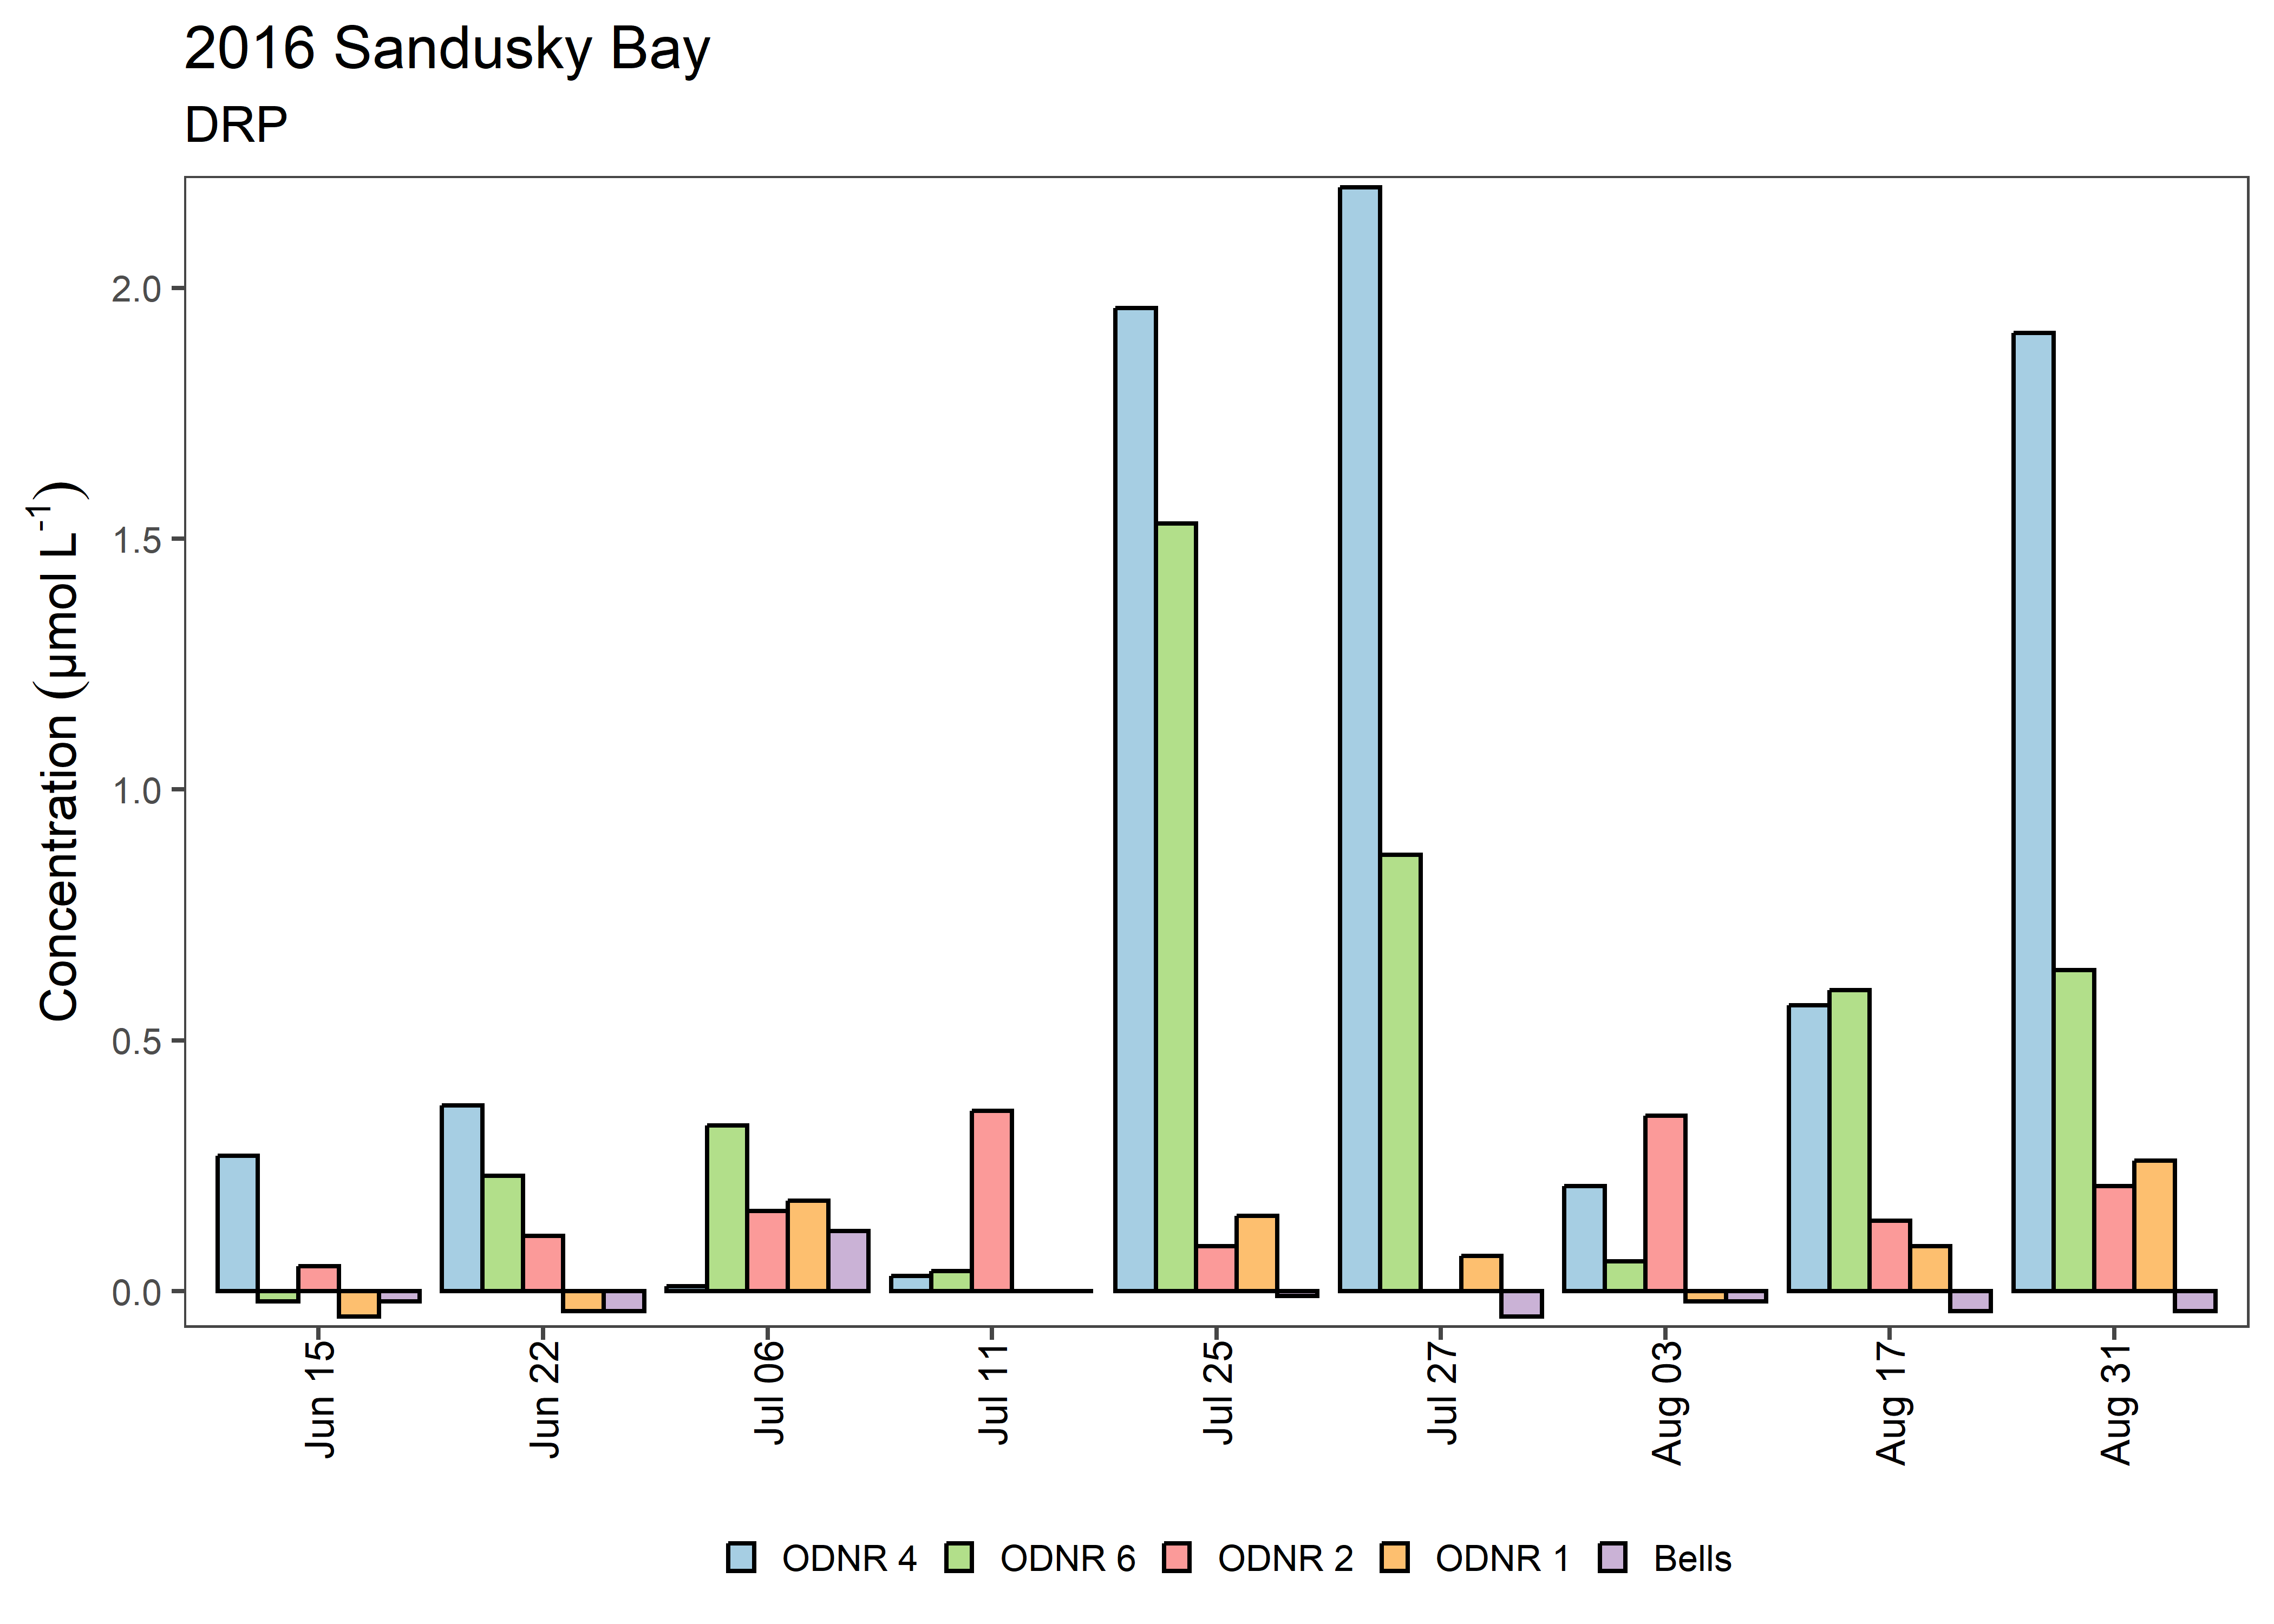 2016 Sandusky Bay
DRP
Concentration (µmol L-1)
2.0
1.5
1.0
0.5
0.0
Jun 15
Jun 22
Jul 06
Jul 11
Jul 25
Jul 27
Aug 03
Aug 17
Aug 31
ODNR 4 ODNR 6 ODNR 2 ODNR 1 Bells